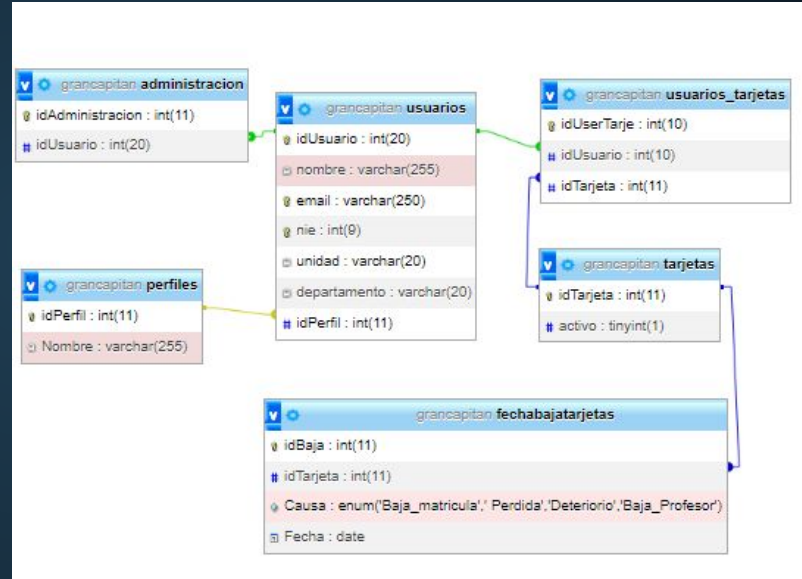 grancapitan administracion
idAdministracion : int(11)
idUsuario : int(20)
grancapitan usuarios
idUsuario : int(20)
nombre : varchar(255)
email : varchar(250)
nie : int(9)
unidad : varchar(20)
departamento : varchar(20)
idPerfil : int(11)
grancapitan usuarios_tarjetas
idUserTarje : int(10)
idUsuario : int(10)
idTarjeta : int(11)
grancapitan perfiles
idPerfil : int(11)
Nombre : varchar(255)
grancapitan tarjetas
idTarjeta : int(11)
activo : tinyint(1)
grancapitan fechabajatarjetas
idBaja : int(11)
idTarjeta : int(11)
Causa : enum('Baja_matricula',' Perdida','Deterioro','Baja_Profesor')
Fecha : date